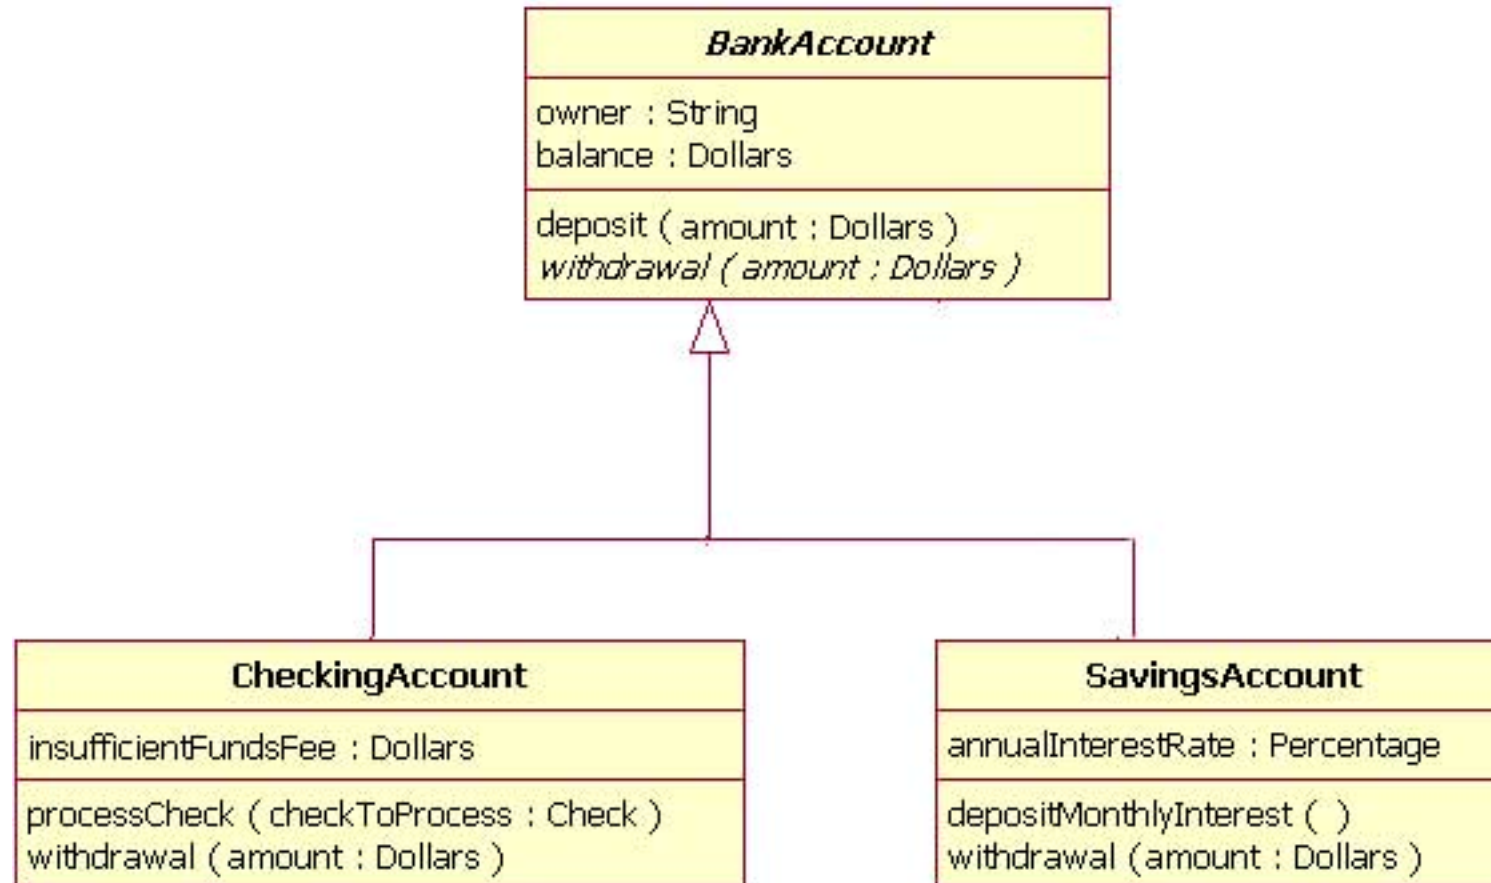 BankAccount
owner : String
balance : Dollars
deposit ( amount : Dollars )
withdrawal ( amount : Dollars )
CheckingAccount
insufficientFundsFee : Dollars
processCheck ( checkToProcess : Check )
withdrawal ( amount : Dollars )
SavingsAccount
annualInterestRate : Percentage
depositMonthlyInterest ( )
withdrawal ( amount : Dollars )